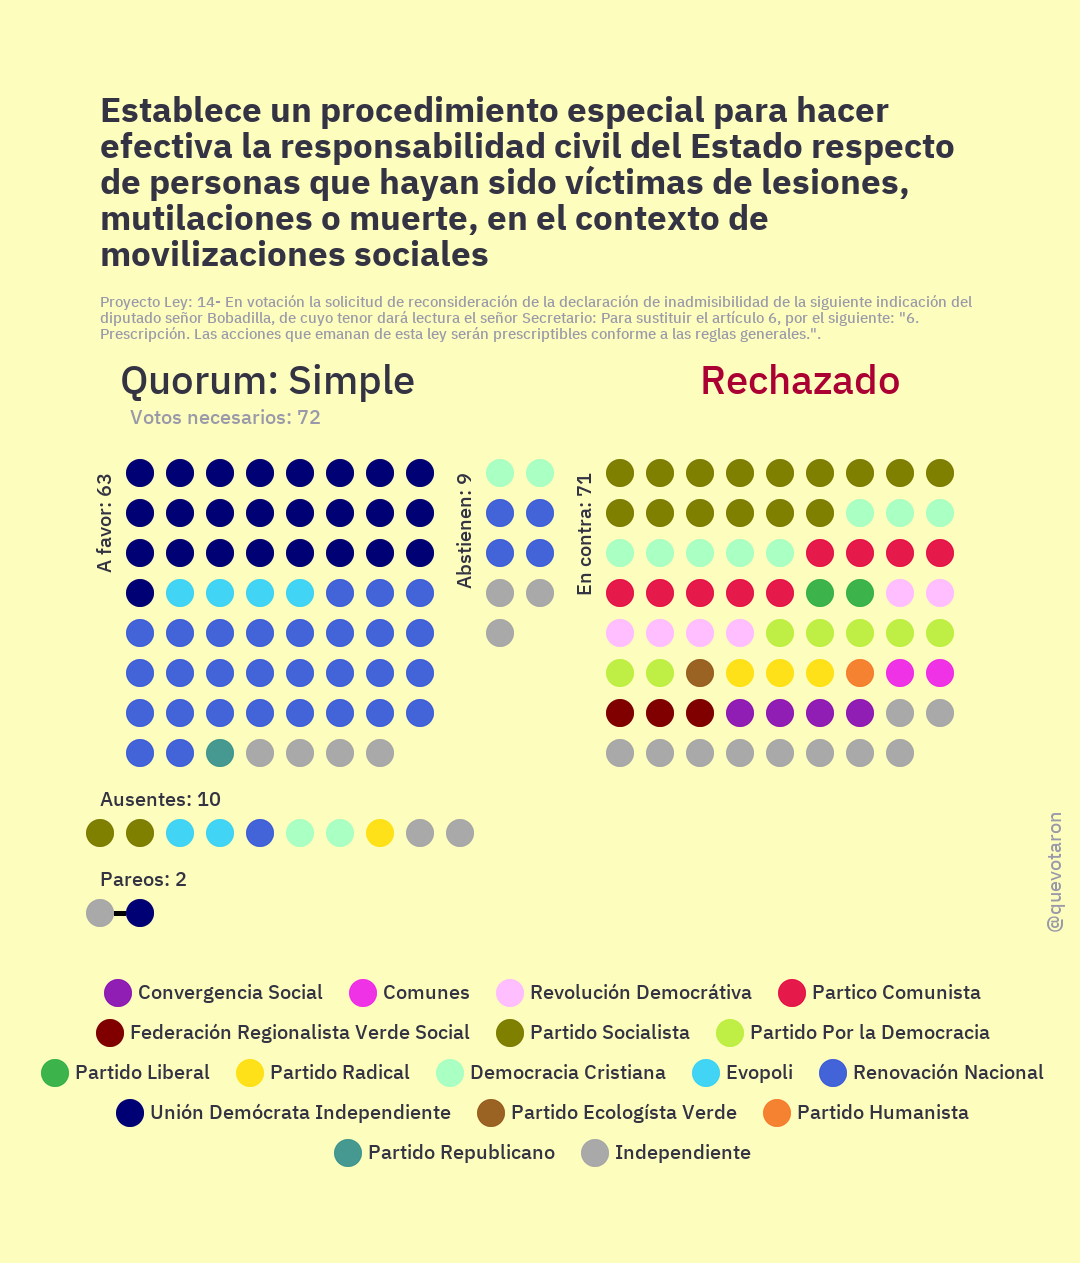 Establece un procedimiento especial para hacer
efectiva la responsabilidad civil del Estado respecto
de personas que hayan sido víctimas de lesiones,
mutilaciones o muerte, en el contexto de
movilizaciones sociales
Proyecto Ley: 14- En votación la solicitud de reconsideración de la declaración de inadmisibilidad de la siguiente indicación del
diputado señor Bobadilla, de cuyo tenor dará lectura el señor Secretario: Para sustituir el artículo 6, por el siguiente: "6.
Prescripción. Las acciones que emanan de esta ley serán prescriptibles conforme a las reglas generales.".
Quorum: Simple
Rechazado
Votos necesarios: 72
A favor: 63
Abstienen: 9
En contra: 71
Ausentes: 10
Pareos: 2
@quevotaron
Convergencia Social
Comunes
Revolución Democrátiva
Partico Comunista
Federación Regionalista Verde Social
Partido Socialista
Partido Por la Democracia
Partido Liberal
Partido Radical
Democracia Cristiana
Evopoli
Renovación Nacional
Unión Demócrata Independiente
Partido Ecologísta Verde
Partido Humanista
Partido Republicano
Independiente